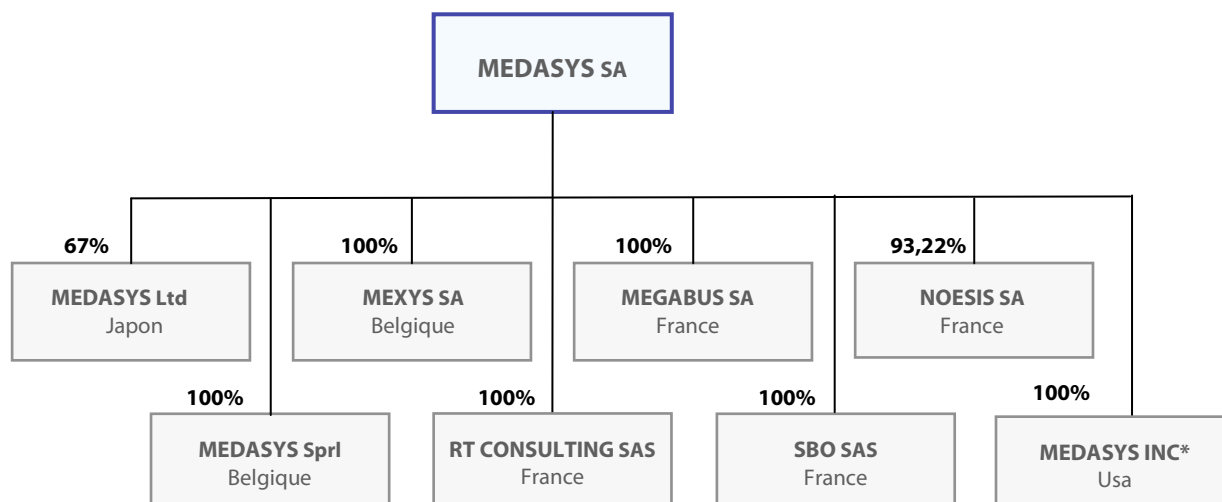 MEDASYS SA
67%
100%
100%
93,22%
MEDASYS Ltd
Japon
MEXYS SA
Belgique
MEGABUS SA
France
NOESIS SA
France
100%
100%
100%
100%
MEDASYS Sprl
Belgique
RT CONSULTING SAS
France
SBO SAS
France
MEDASYS INC*
Usa